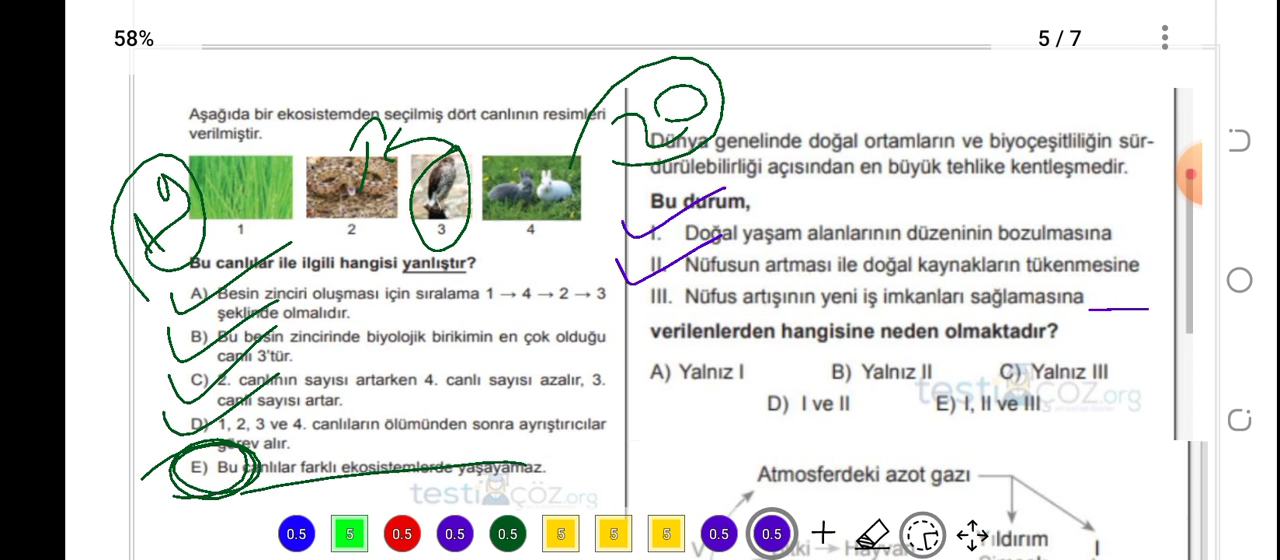 58%
5 / 7
Aşağıda bir ekosistemden seçilmiş dört canlının resimleri
verilmiştir.
1
2
3
4
19
Bu canlılar ile ilgili hangisi yanlıştır?
A) Besin zinciri oluşması için sıralama 1 → 4 → 2 → 3
şeklinde olmalıdır.
B) Bu besin zincirinde biyolojik birikimin en çok olduğu
canlı 3'tür.
C) 2. canlının sayısı artarken 4. canlı sayısı azalır, 3.
canlı sayısı artar.
D) 1, 2, 3 ve 4. canlıların ölümünden sonra ayrıştırıcılar
görev alır.
E) Bu canlılar farklı ekosistemlerde yaşayamaz.
testçöz.org
20
Dünya genelinde doğal ortamların ve biyoçeşitliliğin sür-
dürülebilirliği açısından en büyük tehlike kentleşmedir.
Bu durum,
I. Doğal yaşam alanlarının düzeninin bozulmasına
II. Nüfusun artması ile doğal kaynakların tükenmesine
III. Nüfus artışının yeni iş imkanları sağlamasına
verilenlerden hangisine neden olmaktadır?
A) Yalnız I B) Yalnız II C) Yalnız III
D) I ve II E) I, II ve III
testçöz.org
Atmosferdeki azot gazı
Yıldırım
Hayvan
0.5 5 0.5 0.5 0.5 5 5 5 0.5 0.5